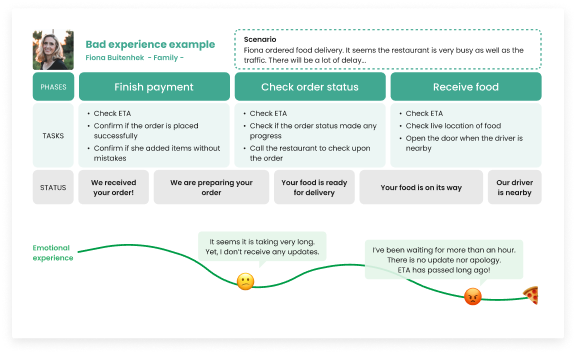 Bad experience example
Fiona Buitenhek - Family -
Scenario
Fiona ordered food delivery. It seems the restaurant is very busy as well as the
traffic. There will be a lot of delay...
PHASES
Finish payment
Check order status
Receive food
TASKS
• Check ETA
• Confirm if the order is placed
successfully
• Confirm if she added items without
mistakes
• Check ETA
• Check if the order status made any
progress
• Call the restaurant to check upon
the order
• Check ETA
• Check live location of food
• Open the door when the driver is
nearby
STATUS
We received
your order!
We are preparing your
order
Your food is ready
for delivery
Your food is on its way
Our driver
is nearby
Emotional
experience
It seems it is taking very long.
Yet, I don't receive any updates.
I've been waiting for more than an hour.
There is no update nor apology.
ETA has passed long ago!